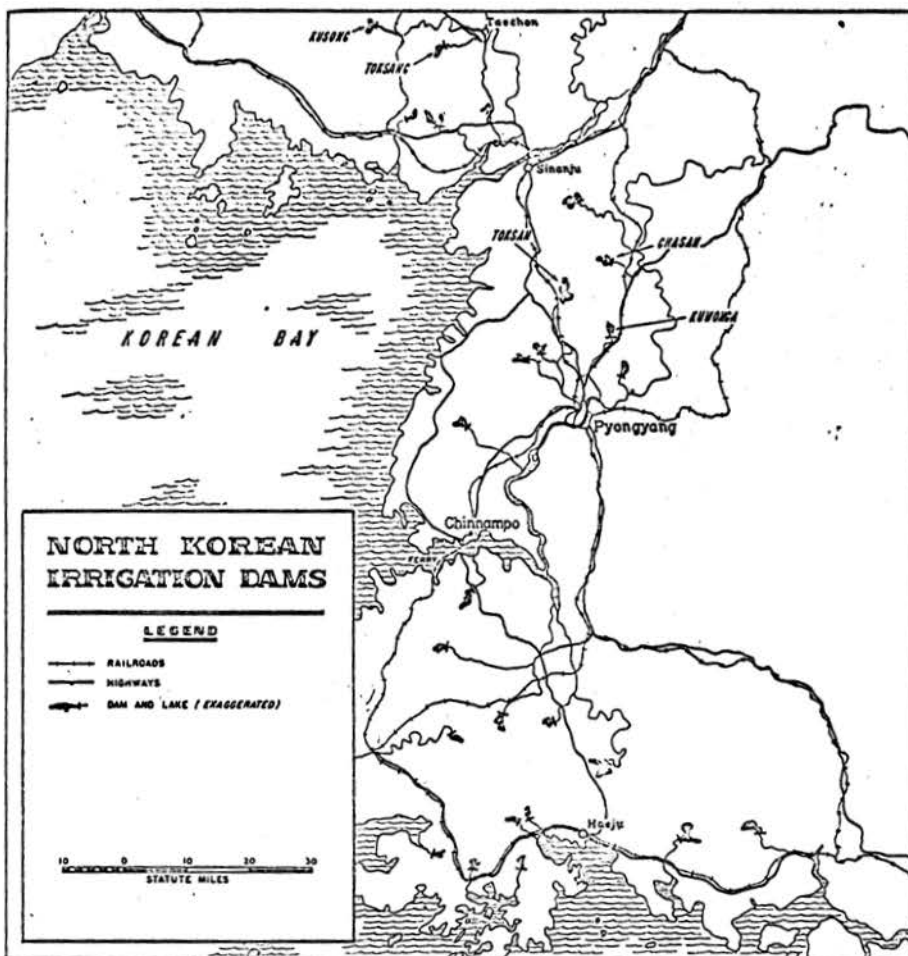 Taechon
KUSONG
TOKSANG
Sinanju
TOKSAN
CHASAN
KUWONGA
KOREAN BAY
Pyongyang
Chinnampo
FERRY
NORTH KOREAN
IRRIGATION DAMS
LEGEND
RAILROADS
HIGHWAYS
DAM AND LAKE (EXAGGERATED)
Haeju
10 0 10 20 30
STATUTE MILES